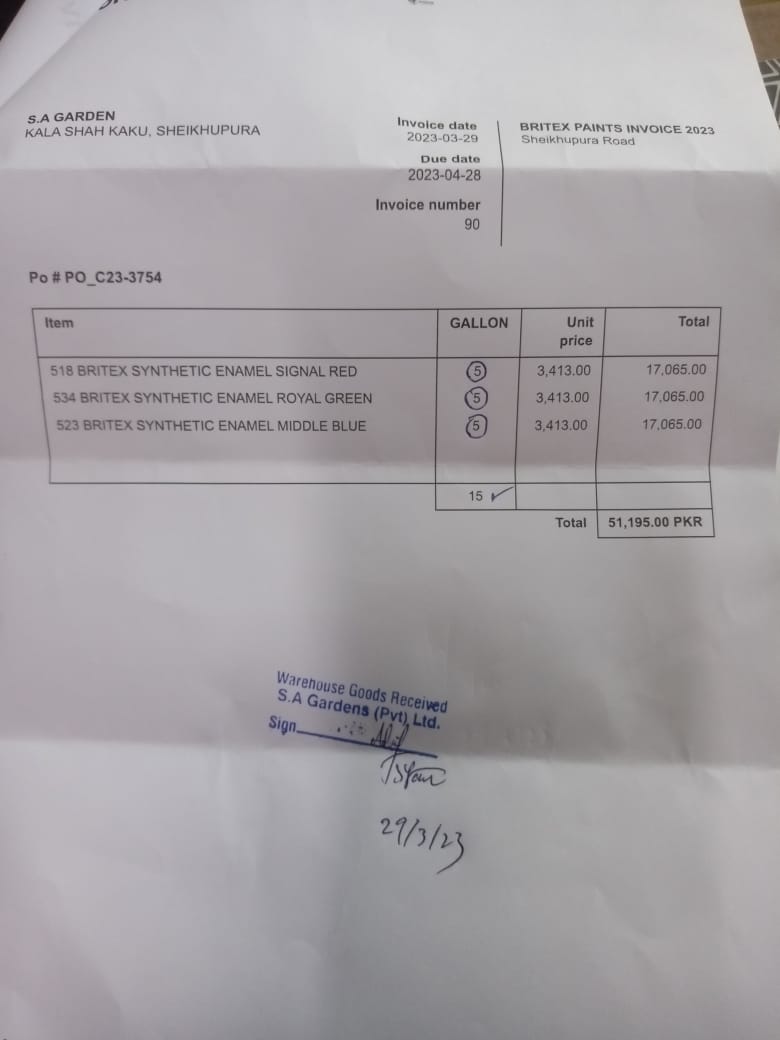 S.A GARDEN
KALA SHAH KAKU, SHEIKHUPURA
Invoice date
2023-03-29
Due date
2023-04-28
Invoice number
90
BRITEX PAINTS INVOICE 2023
Sheikhupura Road
Po # PO_C23-3754
Item GALLON Unit price Total
518 BRITEX SYNTHETIC ENAMEL SIGNAL RED 5 3,413.00 17,065.00
534 BRITEX SYNTHETIC ENAMEL ROYAL GREEN 5 3,413.00 17,065.00
523 BRITEX SYNTHETIC ENAMEL MIDDLE BLUE 5 3,413.00 17,065.00
15
Total 51,195.00 PKR
Warehouse Goods Received
S.A Gardens (Pvt) Ltd.
Sign
29/3/23